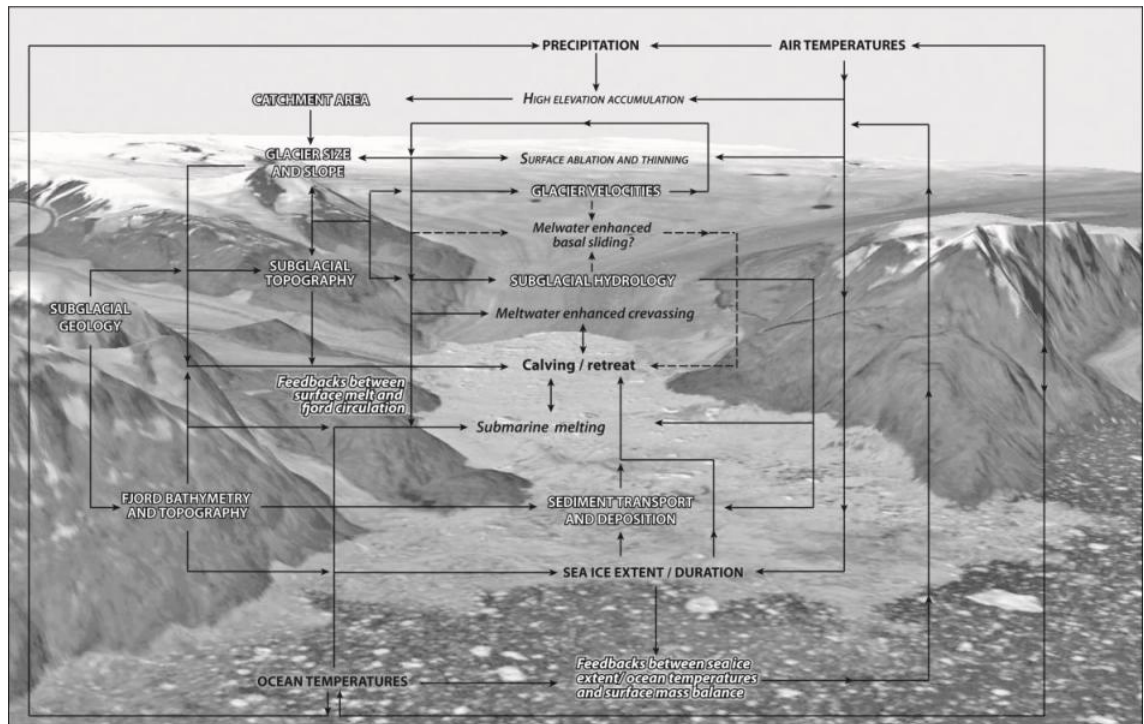 PRECIPITATION
AIR TEMPERATURES
CATCHMENT AREA
HIGH ELEVATION ACCUMULATION
GLACIER SIZE
AND SLOPE
SURFACE ABLATION AND THINNING
GLACIER VELOCITIES
Melwater enhanced
basal sliding?
SUBGLACIAL
TOPOGRAPHY
SUBGLACIAL HYDROLOGY
SUBGLACIAL
GEOLOGY
Meltwater enhanced crevassing
Calving / retreat
Feedbacks between
surface melt and
fjord circulation
Submarine melting
FJORD BATHYMETRY
AND TOPOGRAPHY
SEDIMENT TRANSPORT
AND DEPOSITION
SEA ICE EXTENT / DURATION
OCEAN TEMPERATURES
Feedbacks between sea ice
extent/ocean temperatures
and surface mass balance